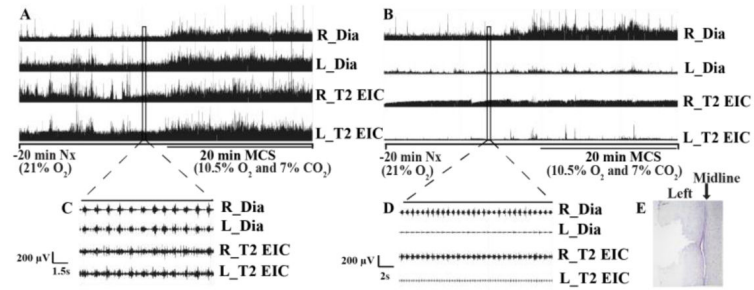 A
R_Dia
L_Dia
R_T2 EIC
L_T2 EIC
-20 min Nx
(21% O2)
20 min MCS
(10.5% O2 and 7% CO2)
B
R_Dia
L_Dia
R_T2 EIC
L_T2 EIC
-20 min Nx
(21% O2)
20 min MCS
(10.5% O2 and 7% CO2)
C
R_Dia
L_Dia
R_T2 EIC
L_T2 EIC
200 µV
1.5s
D
R_Dia
L_Dia
R_T2 EIC
L_T2 EIC
200 µV
2s
Midline
Left
E